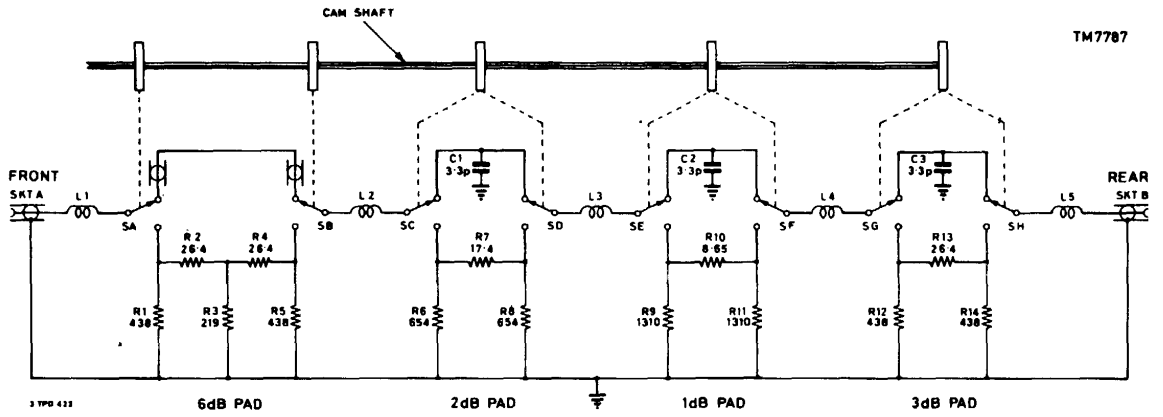 CAM SHAFT
TM7787
FRONT
SKT A
L1
SA
SB
L2
SC
C1
3·3p
SD
L3
SE
C2
3·3p
SF
L4
SG
C3
3·3p
SH
L5
REAR
SKT B
R2
26·4
R4
26·4
R7
17·4
R10
8·65
R13
26·4
R1
438
R3
219
R5
438
R6
654
R8
654
R9
1310
R11
1310
R12
438
R14
438
6dB PAD
2dB PAD
1dB PAD
3dB PAD